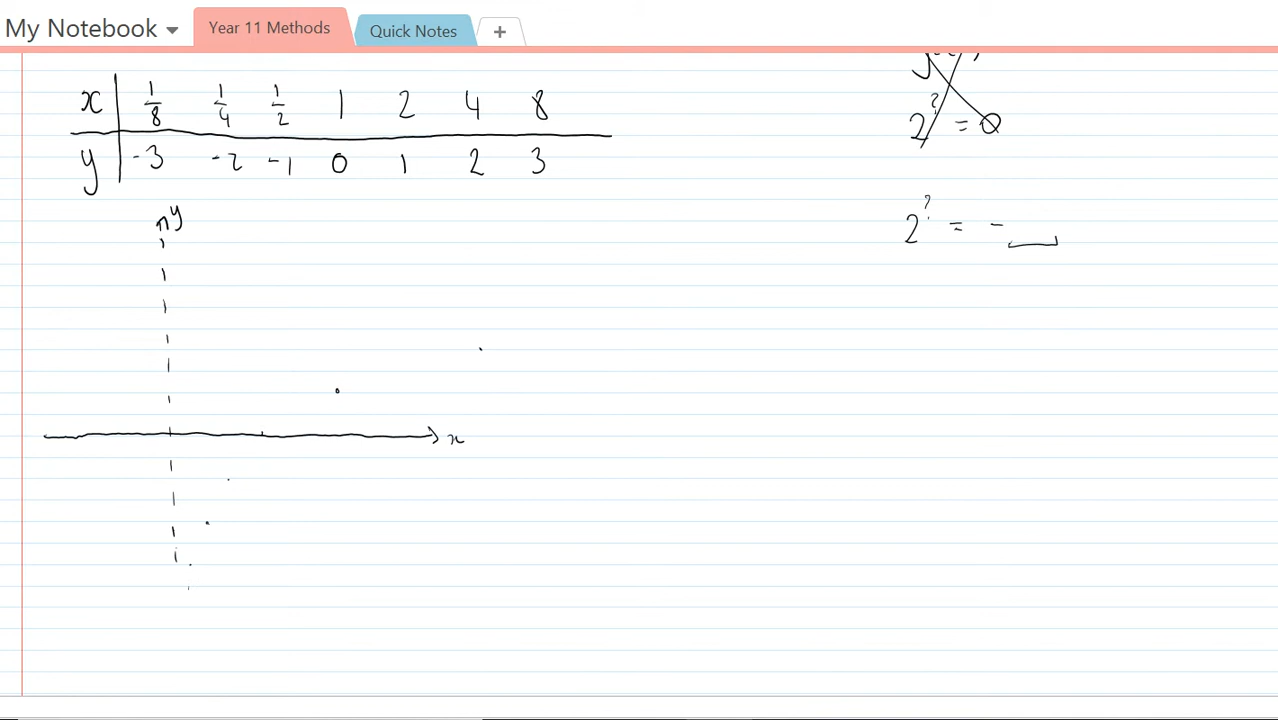 My Notebook Year 11 Methods Quick Notes +
x 1/8 1/4 1/2 1 2 4 8
y -3 -2 -1 0 1 2 3
2^? = 0
y
2^? = -
x